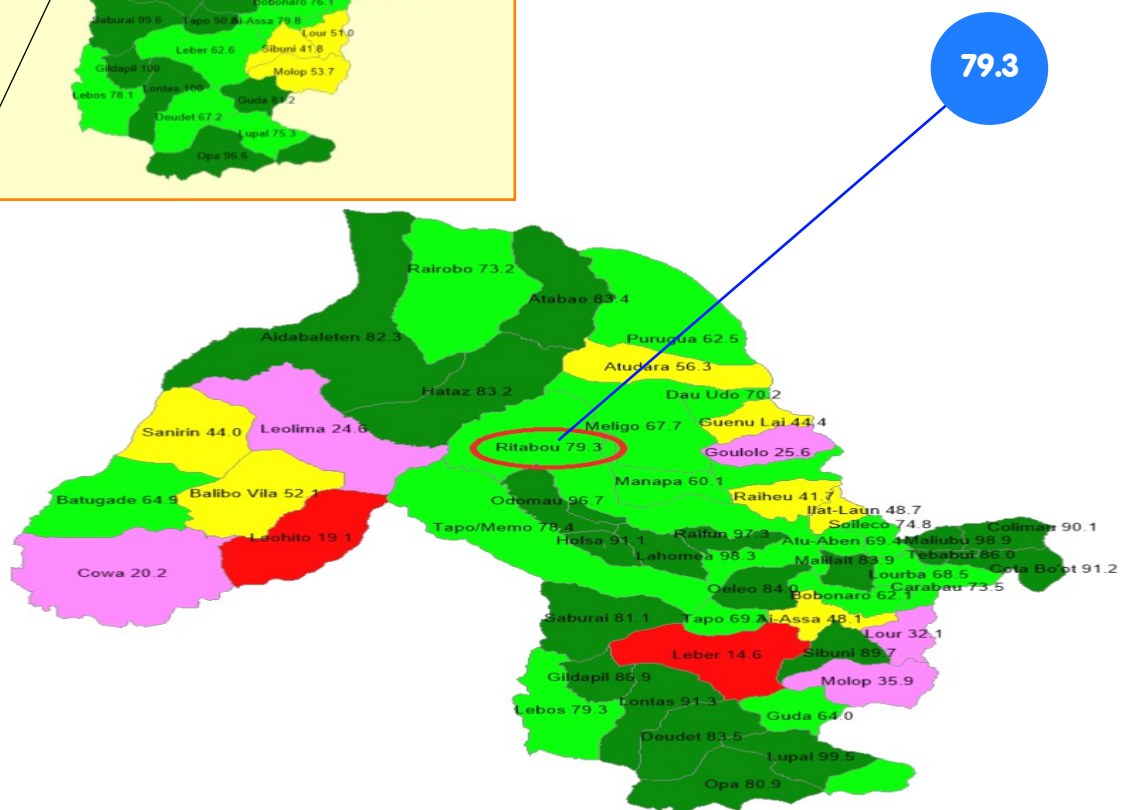 Bobonaro 76.1
Saburai 99.6
Ai-Assa 79.8
Lour 51.0
Leber 62.6
Sibuni 41.8
Gildapil 100
Molop 53.7
Lontas 100
Lebos 78.1
Guda 81.2
Deudet 67.2
Lupal 75.3
Opa 96.6
79.3
Rairobo 73.2
Atabae 83.4
Aidabaleten 82.3
Purugua 62.5
Atudara 56.3
Hataz 83.2
Dau Udo 70.2
Leolima 24.6
Meligo 67.7
Guenu Lai 44.4
Sanirin 44.0
Ritabou 79.3
Goulolo 25.6
Manapa 60.1
Batugade 64.9
Balibo Vila 52.1
Odomau 96.7
Raiheu 41.7
Ilat-Laun 48.7
Tapo/Memo 78.4
Soileco 74.8
Colimau 90.1
Leohito 19.1
Holsa 91.1
Raifun 97.3
Atu-Aben 69.4
Maliubu 98.9
Lahomea 98.3
Malilait 83.9
Tebabui 86.0
Cota Bo'ot 91.2
Cowa 20.2
Lourba 68.5
Oeleo 84.0
Carabau 73.5
Bobonaro 62.1
Saburai 81.1
Tapo 69.
Ai-Assa 48.1
Lour 32.1
Leber 14.6
Sibuni 89.7
Gildapil 86.9
Molop 35.9
Lontas 91.3
Lebos 79.3
Guda 64.0
Deudet 83.5
Lupal 99.5
Opa 80.9